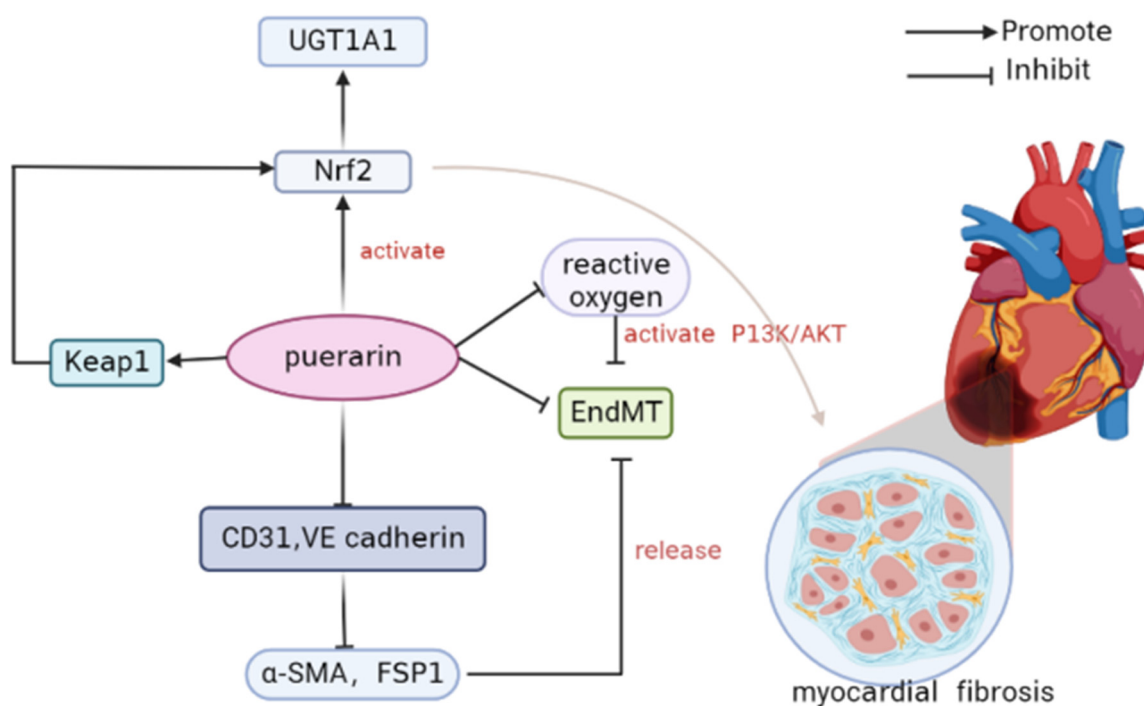 UGT1A1
Promote
Inhibit
Nrf2
activate
reactive
oxygen
activate P13K/AKT
Keap1
puerarin
EndMT
CD31,VE cadherin
release
α-SMA, FSP1
myocardial fibrosis